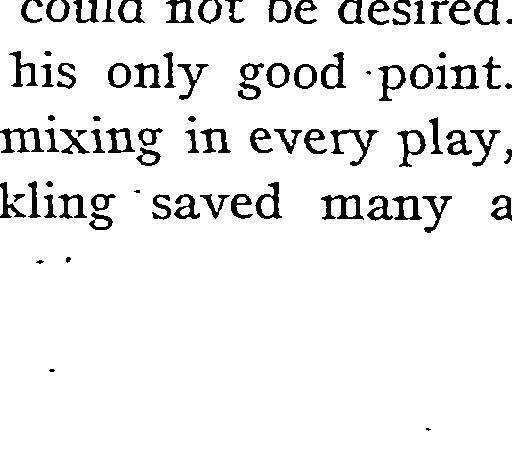 could not be desired.
his only good point.
mixing in every play,
kling saved many a